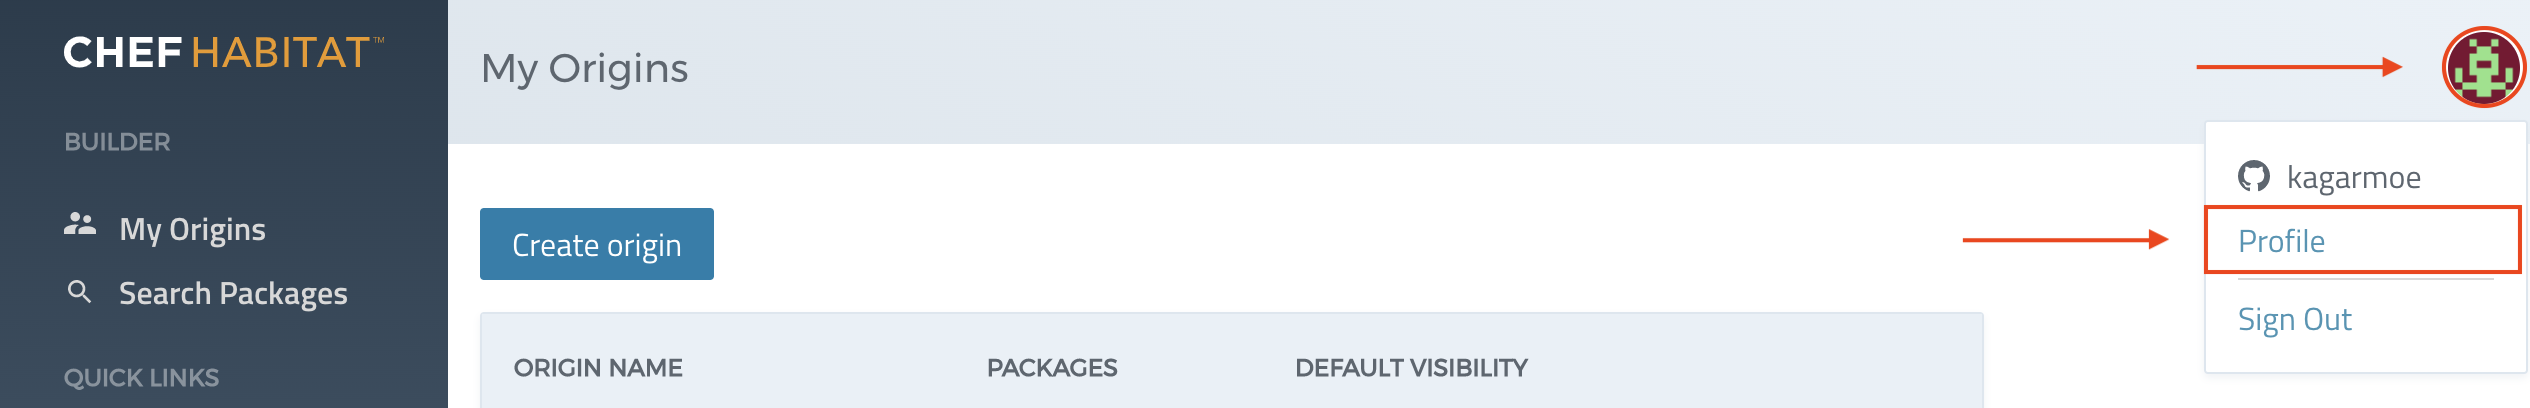 CHEF HABITAT™
BUILDER
My Origins
Search Packages
QUICK LINKS
My Origins
Create origin
ORIGIN NAME PACKAGES DEFAULT VISIBILITY
kagarmoe
Profile
Sign Out